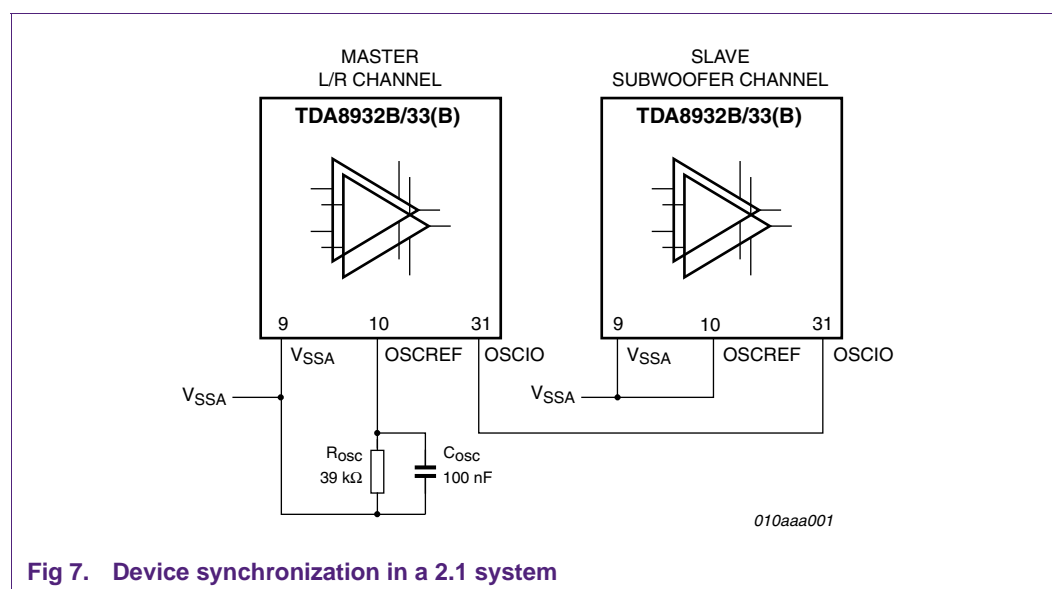 MASTER
L/R CHANNEL
TDA8932B/33(B)
9 10 31
VSSA OSCREF OSCIO
VSSA
Rosc
39 kΩ
Cosc
100 nF
SLAVE
SUBWOOFER CHANNEL
TDA8932B/33(B)
9 10 31
VSSA OSCREF OSCIO
VSSA
010aaa001
Fig 7. Device synchronization in a 2.1 system